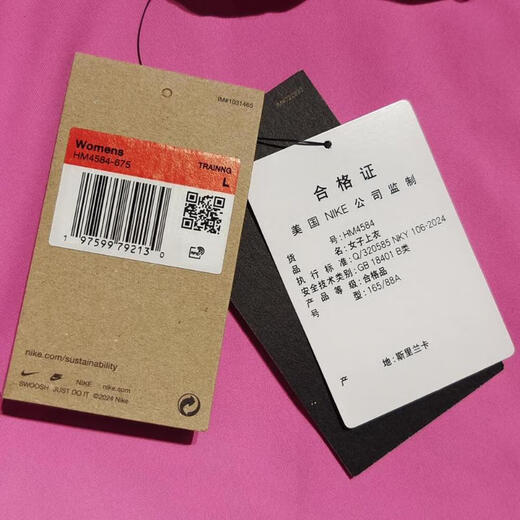 IM#1031465
Womens
HM4584-675
TRAINNG
L
1 97599 79213 0
nike.com/sustainability
NIKE nike.com
SWOOSH JUST DO IT ©2024 Nike
合格证
美国 NIKE 公司监制
货号:HM4584
品名:女子上衣
执行标准:Q/320585 NKY 106-2024
安全技术类别:GB 18401 B类
产品等级:合格品
号型:165/88A
产地:斯里兰卡